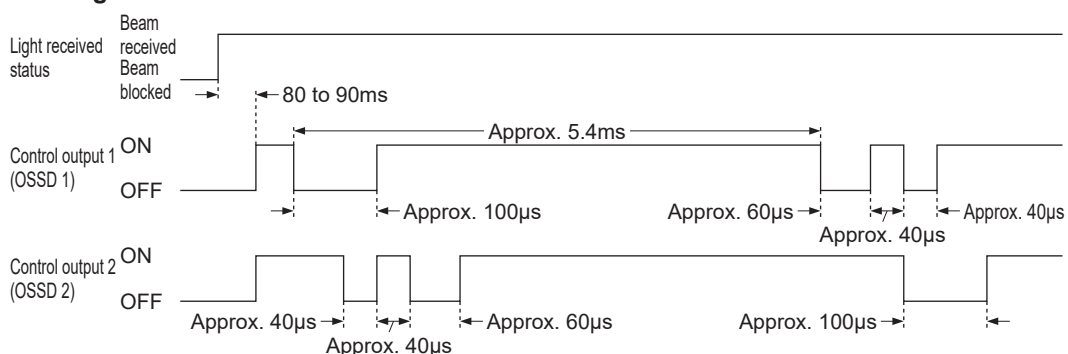 Light received
status
Beam
received
Beam
blocked
80 to 90ms
Approx. 5.4ms
Control output 1
(OSSD 1)
ON
OFF
Approx. 100µs
Approx. 60µs
Approx. 40µs
Approx. 40µs
Control output 2
(OSSD 2)
ON
OFF
Approx. 40µs
Approx. 40µs
Approx. 60µs
Approx. 100µs